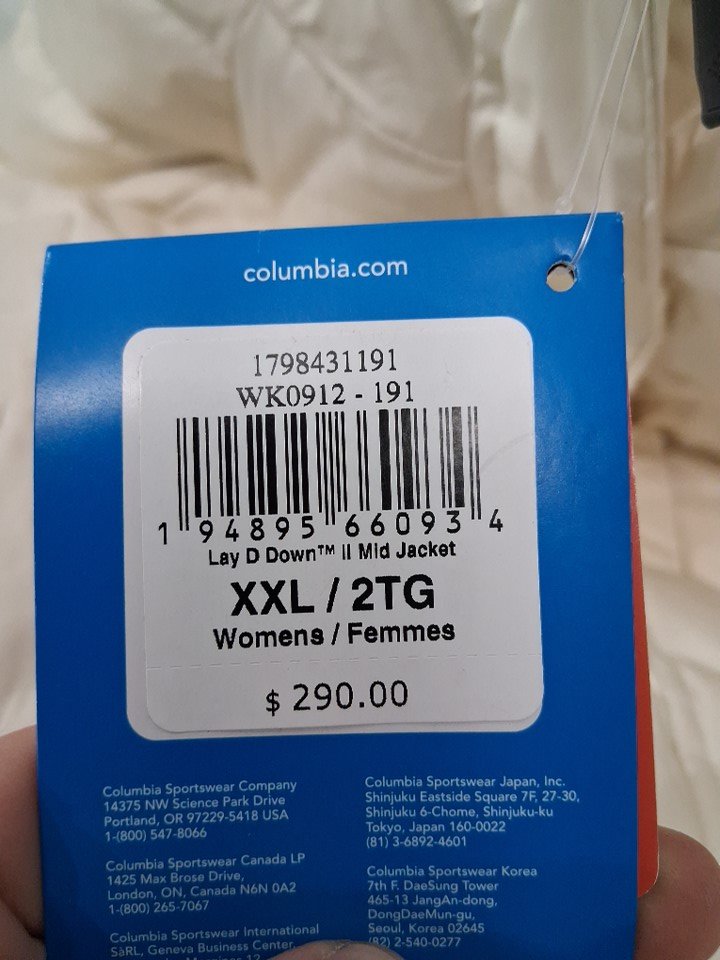 columbia.com
1798431191
WK0912 - 191
1 94895 66093 4
Lay D Down™ II Mid Jacket
XXL / 2TG
Womens / Femmes
$ 290.00
Columbia Sportswear Company
14375 NW Science Park Drive
Portland, OR 97229-5418 USA
1-(800) 547-8066
Columbia Sportswear Canada LP
1425 Max Brose Drive,
London, ON, Canada N6N 0A2
1-(800) 265-7067
Columbia Sportswear International
SàRL, Geneva Business Center,
12
Columbia Sportswear Japan, Inc.
Shinjuku Eastside Square 7F, 27-30,
Shinjuku 6-Chome, Shinjuku-ku
Tokyo, Japan 160-0022
(81) 3-6892-4601
Columbia Sportswear Korea
7th F. DaeSung Tower
465-13 JangAn-dong,
DongDaeMun-gu,
Seoul, Korea 02645
(82) 2-540-0277